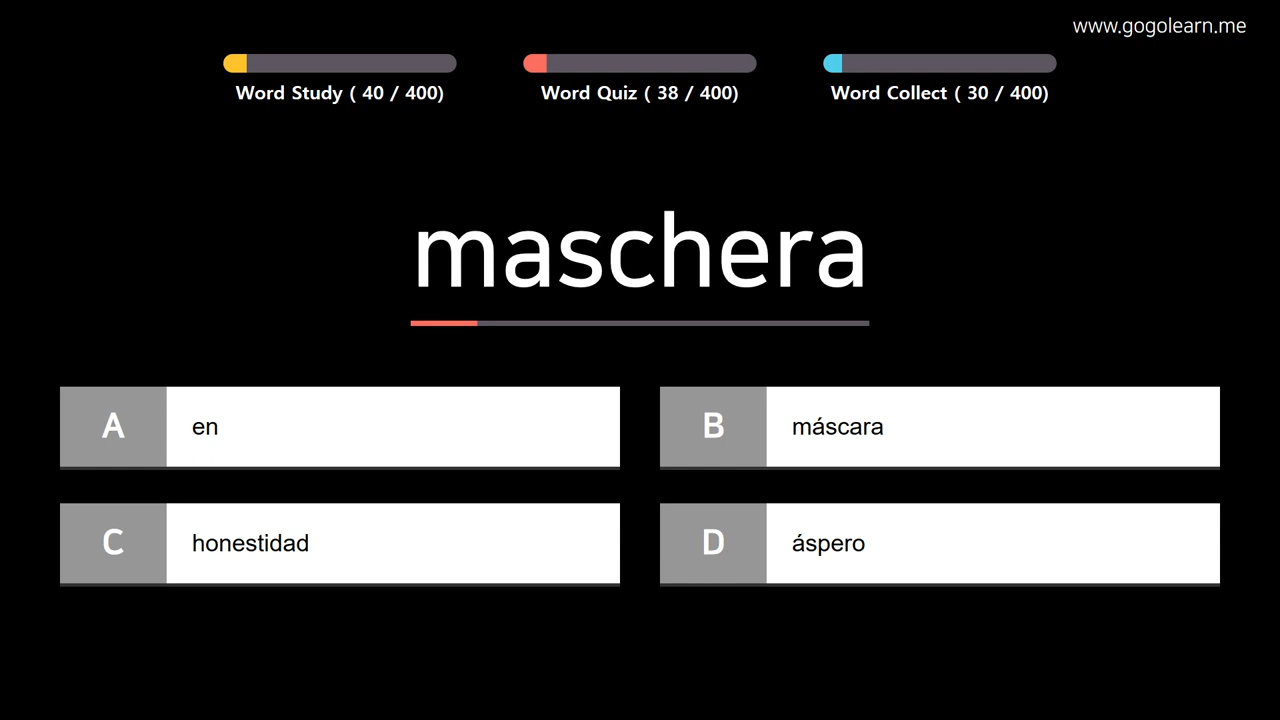 www.gogolearn.me
Word Study ( 40 / 400)
Word Quiz ( 38 / 400)
Word Collect ( 30 / 400)
maschera
A en
B máscara
C honestidad
D áspero